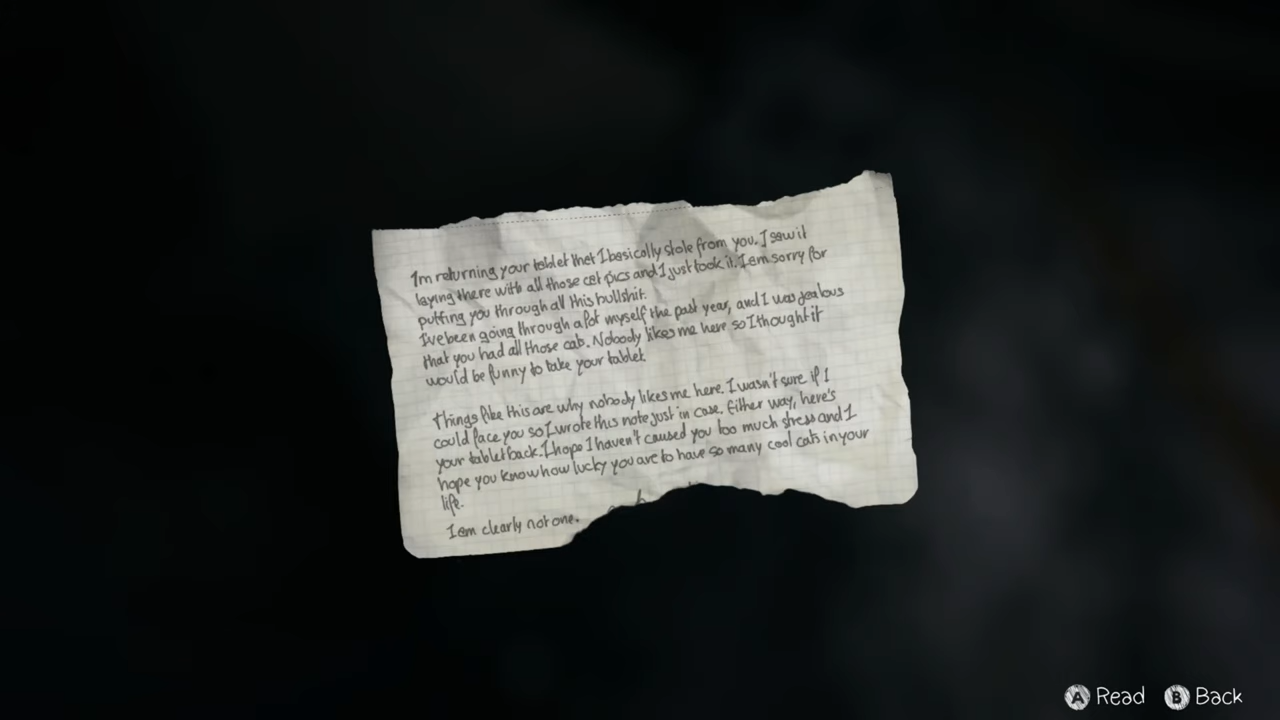 Im returning your tablet that I basically stole from you. I saw it
laying there with all those cat pics and I just took it. I am sorry for
putting you through all this bullshit.
I've been going through a lot myself the past year, and I was jealous
that you had all those cats. Nobody likes me here so I thought it
would be funny to take your tablet
Things like this are why nobody likes me here. I wasn't sure if I
could face you so I wrote this note just in case. Either way, here's
your tablet back. I hope I haven't caused you too much stress and I
hope you know how lucky you are to have so many cool cats in your
life.
I am clearly not one.
A Read B Back